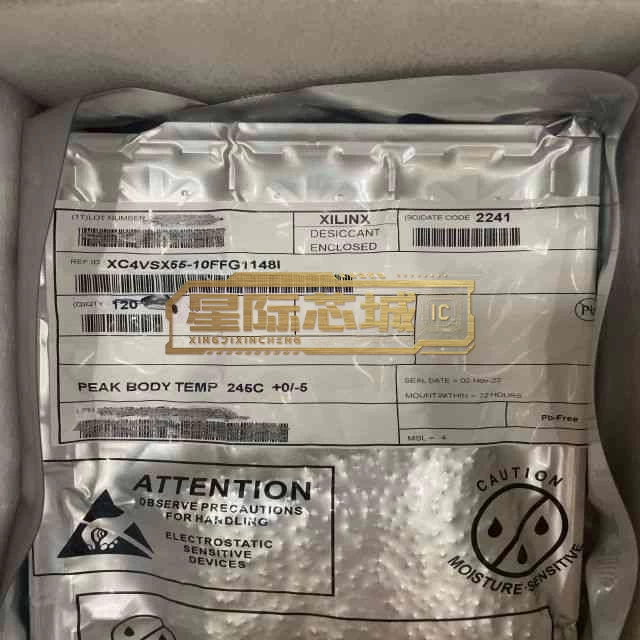 (1T)LOT NUMBER
XILINX
DESICCANT
ENCLOSED
(9D)DATE CODE 2241
REF ID XC4VSX55-10FFG1148I
(Q)QTY 120
星际芯城
XINGJIXINCHENG
IC
Pb
PEAK BODY TEMP 245C +0/-5
SEAL DATE = 02-Nov-22
MOUNT WITHIN = 72 HOURS
Pb-Free
MSL = 4
ATTENTION
OBSERVE PRECAUTIONS
FOR HANDLING
ELECTROSTATIC
SENSITIVE
DEVICES
CAUTION
MOISTURE-SENSITIVE